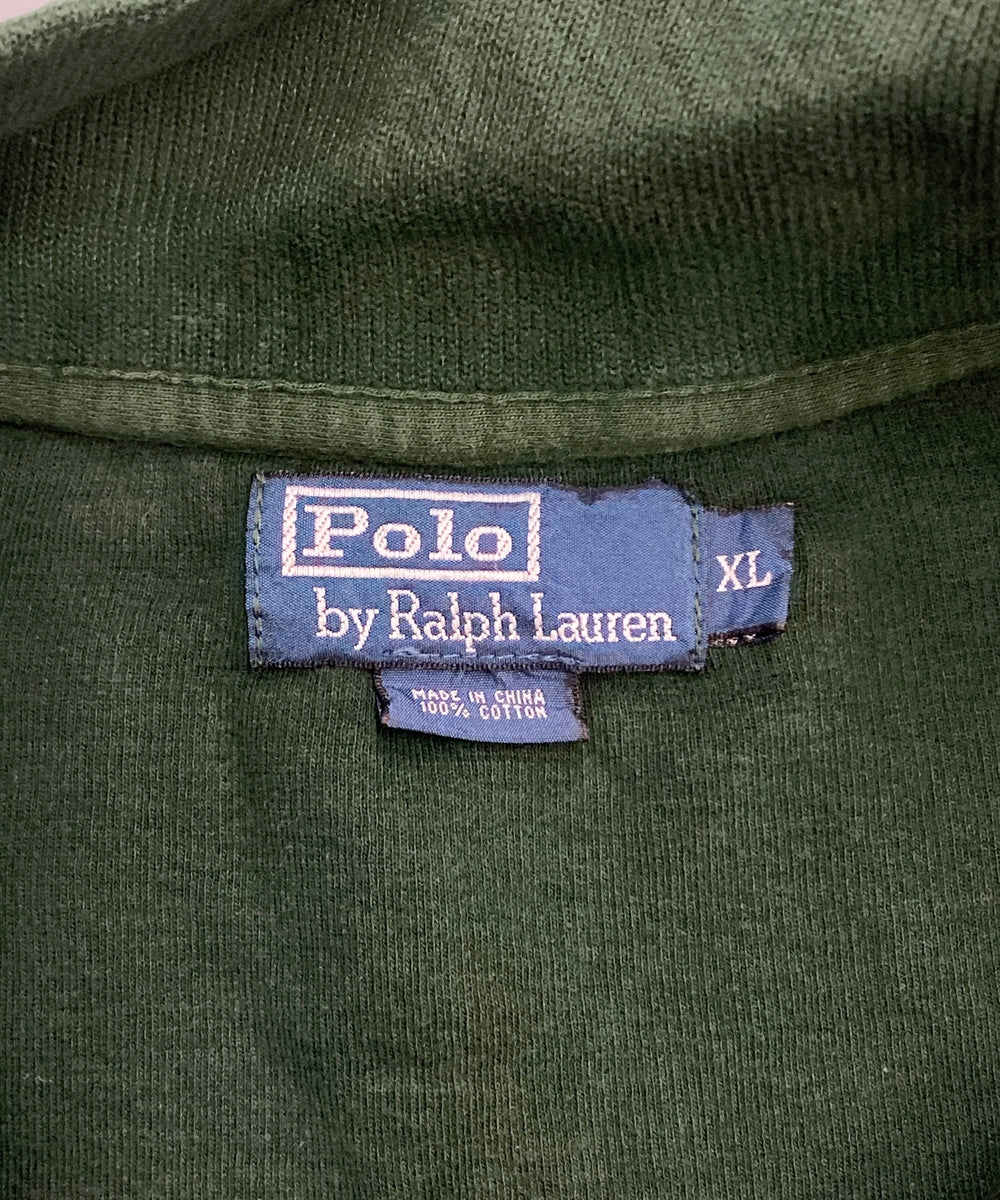 Polo
by Ralph Lauren
XL
MADE IN CHINA
100% COTTON